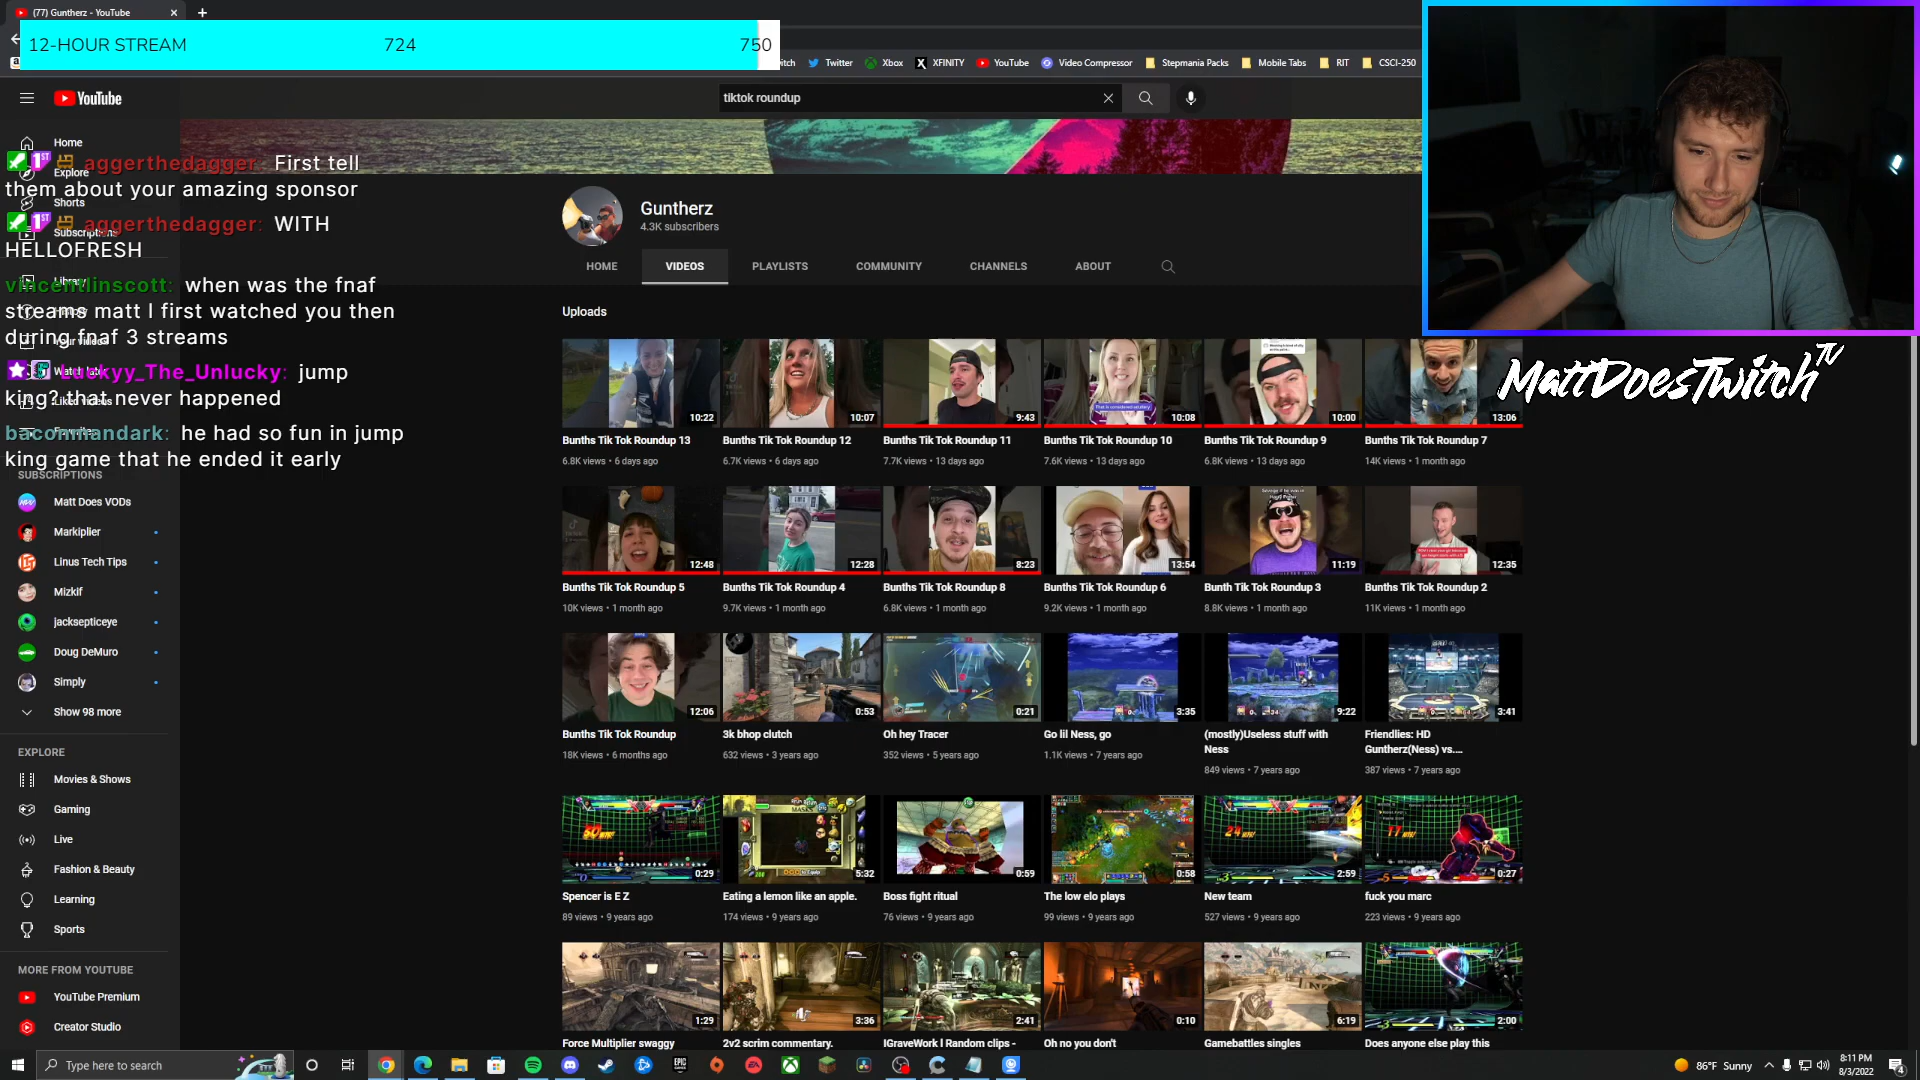 (77) Guntherz - YouTube
12-HOUR STREAM 724 750
Twitter Xbox XFINITY YouTube Video Compressor Stepmania Packs Mobile Tabs RIT CSCI-250
YouTube
tiktok roundup
Home
Explore
Shorts
Subscriptions
aggerthedagger: First tell
them about your amazing sponsor
aggerthedagger: WITH
HELLOFRESH
vincentlinscott: when was the fnaf
streams matt I first watched you then
during fnaf 3 streams
Luckyy_The_Unlucky: jump
king? that never happened
baconmandark: he had so fun in jump
king game that he ended it early
SUBSCRIPTIONS
Matt Does VODs
Markiplier
Linus Tech Tips
Mizkif
jacksepticeye
Doug DeMuro
Simply
Show 98 more
EXPLORE
Movies & Shows
Gaming
Live
Fashion & Beauty
Learning
Sports
MORE FROM YOUTUBE
YouTube Premium
Creator Studio
Guntherz
4.3K subscribers
HOME VIDEOS PLAYLISTS COMMUNITY CHANNELS ABOUT
Uploads
10:22 10:07 9:43 10:08 10:00 13:06
Bunths Tik Tok Roundup 13 Bunths Tik Tok Roundup 12 Bunths Tik Tok Roundup 11 Bunths Tik Tok Roundup 10 Bunths Tik Tok Roundup 9 Bunths Tik Tok Roundup 7
6.8K views • 6 days ago 6.7K views • 6 days ago 7.7K views • 13 days ago 7.6K views • 13 days ago 6.8K views • 13 days ago 14K views • 1 month ago
12:48 12:28 8:23 13:54 11:19 12:35
Bunths Tik Tok Roundup 5 Bunths Tik Tok Roundup 4 Bunths Tik Tok Roundup 8 Bunths Tik Tok Roundup 6 Bunth Tik Tok Roundup 3 Bunths Tik Tok Roundup 2
10K views • 1 month ago 9.7K views • 1 month ago 6.8K views • 1 month ago 9.2K views • 1 month ago 8.8K views • 1 month ago 11K views • 1 month ago
12:06 0:53 0:21 3:35 9:22 3:41
Bunths Tik Tok Roundup 3k bhop clutch Oh hey Tracer Go lil Ness, go (mostly)Useless stuff with Friendlies: HD
Ness Guntherz(Ness) vs....
18K views • 6 months ago 632 views • 3 years ago 352 views • 5 years ago 1.1K views • 7 years ago
849 views • 7 years ago 387 views • 7 years ago
0:29 5:32 0:59 0:58 2:59 0:27
Spencer is E Z Eating a lemon like an apple. Boss fight ritual The low elo plays New team fuck you marc
89 views • 9 years ago 174 views • 9 years ago 76 views • 9 years ago 99 views • 9 years ago 527 views • 9 years ago 223 views • 9 years ago
1:29 3:36 2:41 0:10 6:19 2:00
Force Multiplier swaggy 2v2 scrim commentary. IGraveWork l Random clips - Oh no you don't Gamebattles singles Does anyone else play this
MattDoesTwitch TV
Type here to search
86°F Sunny
8:11 PM
8/3/2022
4